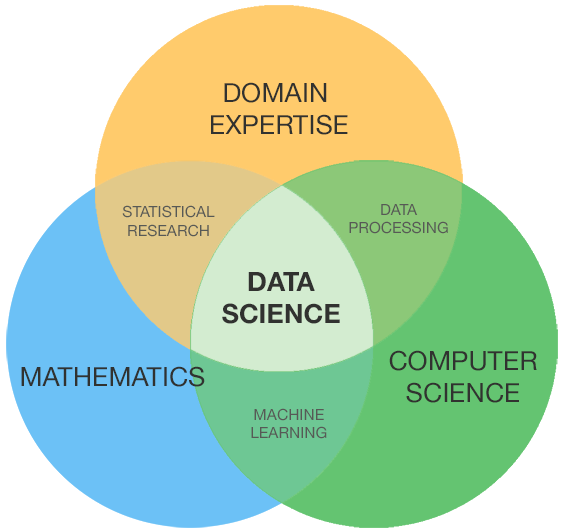 DOMAIN
EXPERTISE
STATISTICAL
RESEARCH
DATA
PROCESSING
DATA
SCIENCE
MATHEMATICS
COMPUTER
SCIENCE
MACHINE
LEARNING